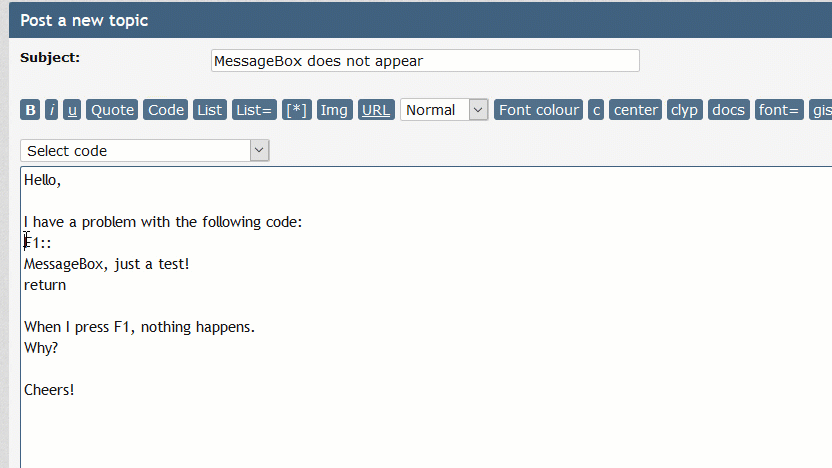 Post a new topic
Subject: MessageBox does not appear
B i u Quote Code List List= [*] Img URL Normal Font colour c center clyp docs font= gis
Select code
Hello,
I have a problem with the following code:
F1::
MessageBox, just a test!
return
When I press F1, nothing happens.
Why?
Cheers!